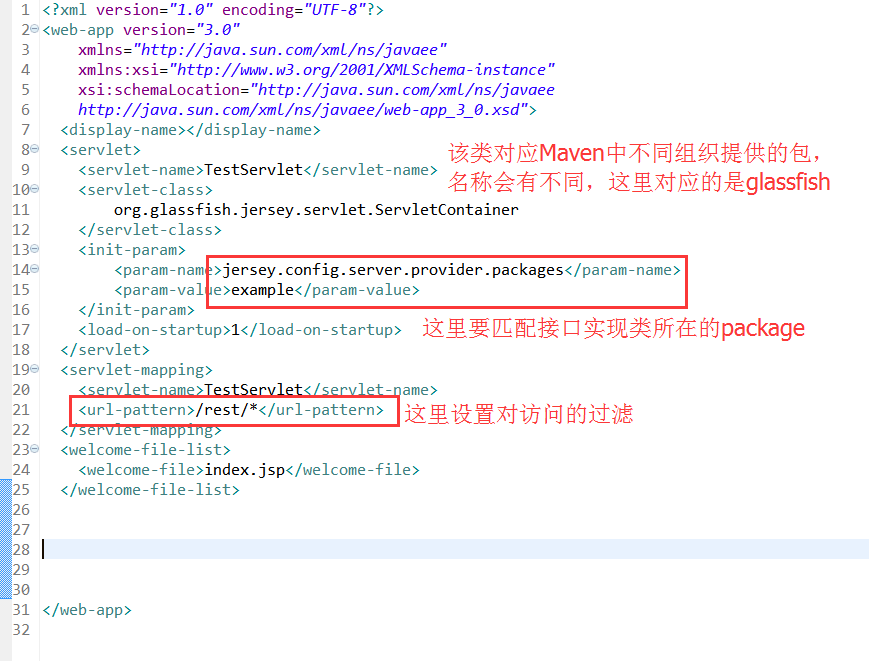 1 <?xml version="1.0" encoding="UTF-8"?>
2 <web-app version="3.0"
3 xmlns="http://java.sun.com/xml/ns/javaee"
4 xmlns:xsi="http://www.w3.org/2001/XMLSchema-instance"
5 xsi:schemaLocation="http://java.sun.com/xml/ns/javaee
6 http://java.sun.com/xml/ns/javaee/web-app_3_0.xsd">
7 <display-name></display-name>
8 <servlet>
该类对应Maven中不同组织提供的包，
9 <servlet-name>TestServlet</servlet-name>
名称会有不同，这里对应的是glassfish
10 <servlet-class>
11 org.glassfish.jersey.servlet.ServletContainer
12 </servlet-class>
13 <init-param>
14 <param-name>jersey.config.server.provider.packages</param-name>
15 <param-value>example</param-value>
16 </init-param>
17 <load-on-startup>1</load-on-startup>
这里要匹配接口实现类所在的package
18 </servlet>
19 <servlet-mapping>
20 <servlet-name>TestServlet</servlet-name>
21 <url-pattern>/rest/*</url-pattern>
这里设置对访问的过滤
22 </servlet-mapping>
23 <welcome-file-list>
24 <welcome-file>index.jsp</welcome-file>
25 </welcome-file-list>
26
27
28
29
30
31 </web-app>
32